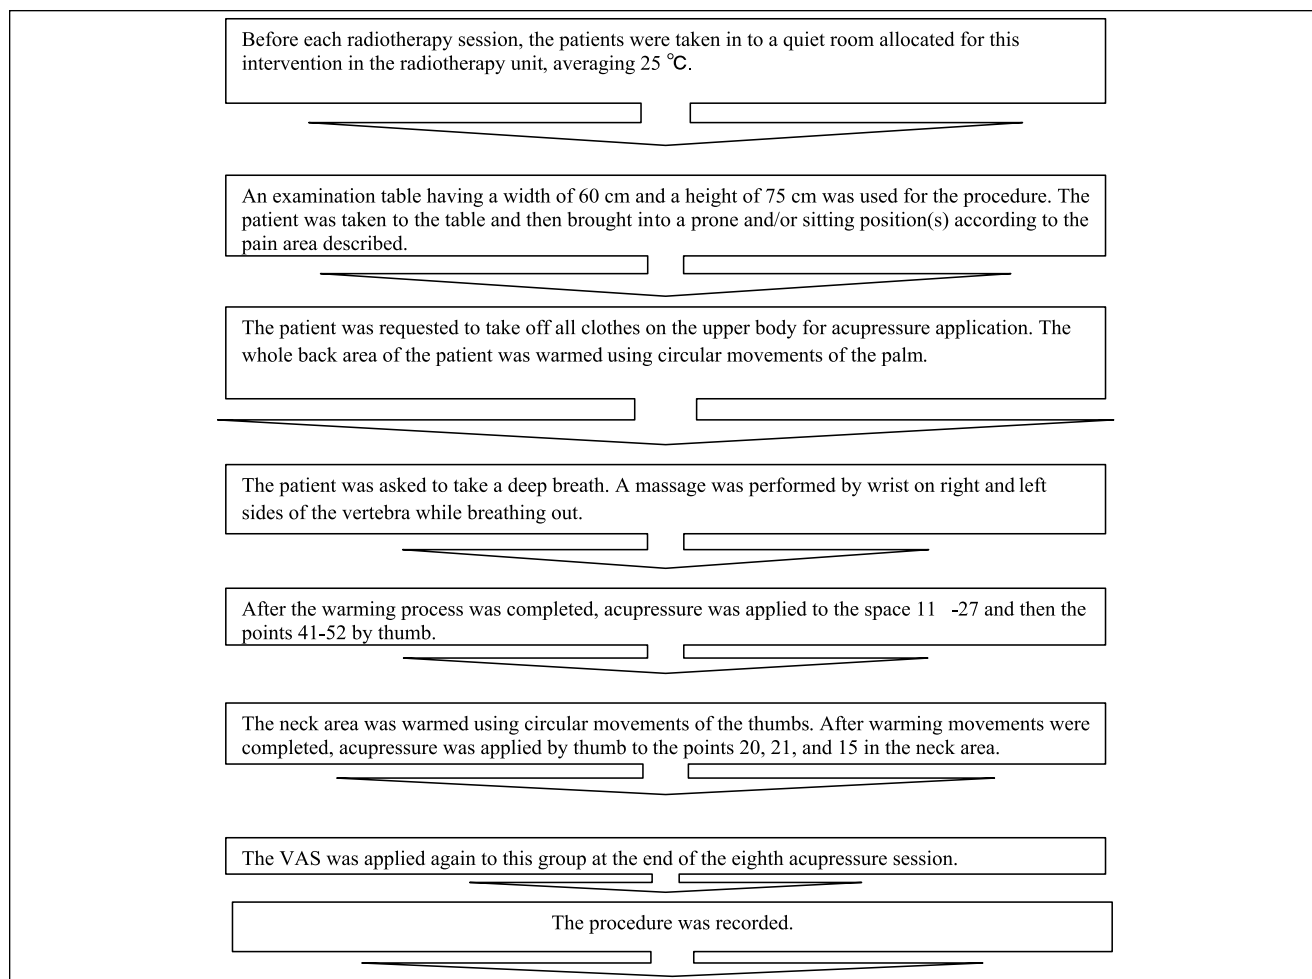 Before each radiotherapy session, the patients were taken in to a quiet room allocated for this
intervention in the radiotherapy unit, averaging 25 ℃.
An examination table having a width of 60 cm and a height of 75 cm was used for the procedure. The
patient was taken to the table and then brought into a prone and/or sitting position(s) according to the
pain area described.
The patient was requested to take off all clothes on the upper body for acupressure application. The
whole back area of the patient was warmed using circular movements of the palm.
The patient was asked to take a deep breath. A massage was performed by wrist on right and left
sides of the vertebra while breathing out.
After the warming process was completed, acupressure was applied to the space 11 -27 and then the
points 41-52 by thumb.
The neck area was warmed using circular movements of the thumbs. After warming movements were
completed, acupressure was applied by thumb to the points 20, 21, and 15 in the neck area.
The VAS was applied again to this group at the end of the eighth acupressure session.
The procedure was recorded.